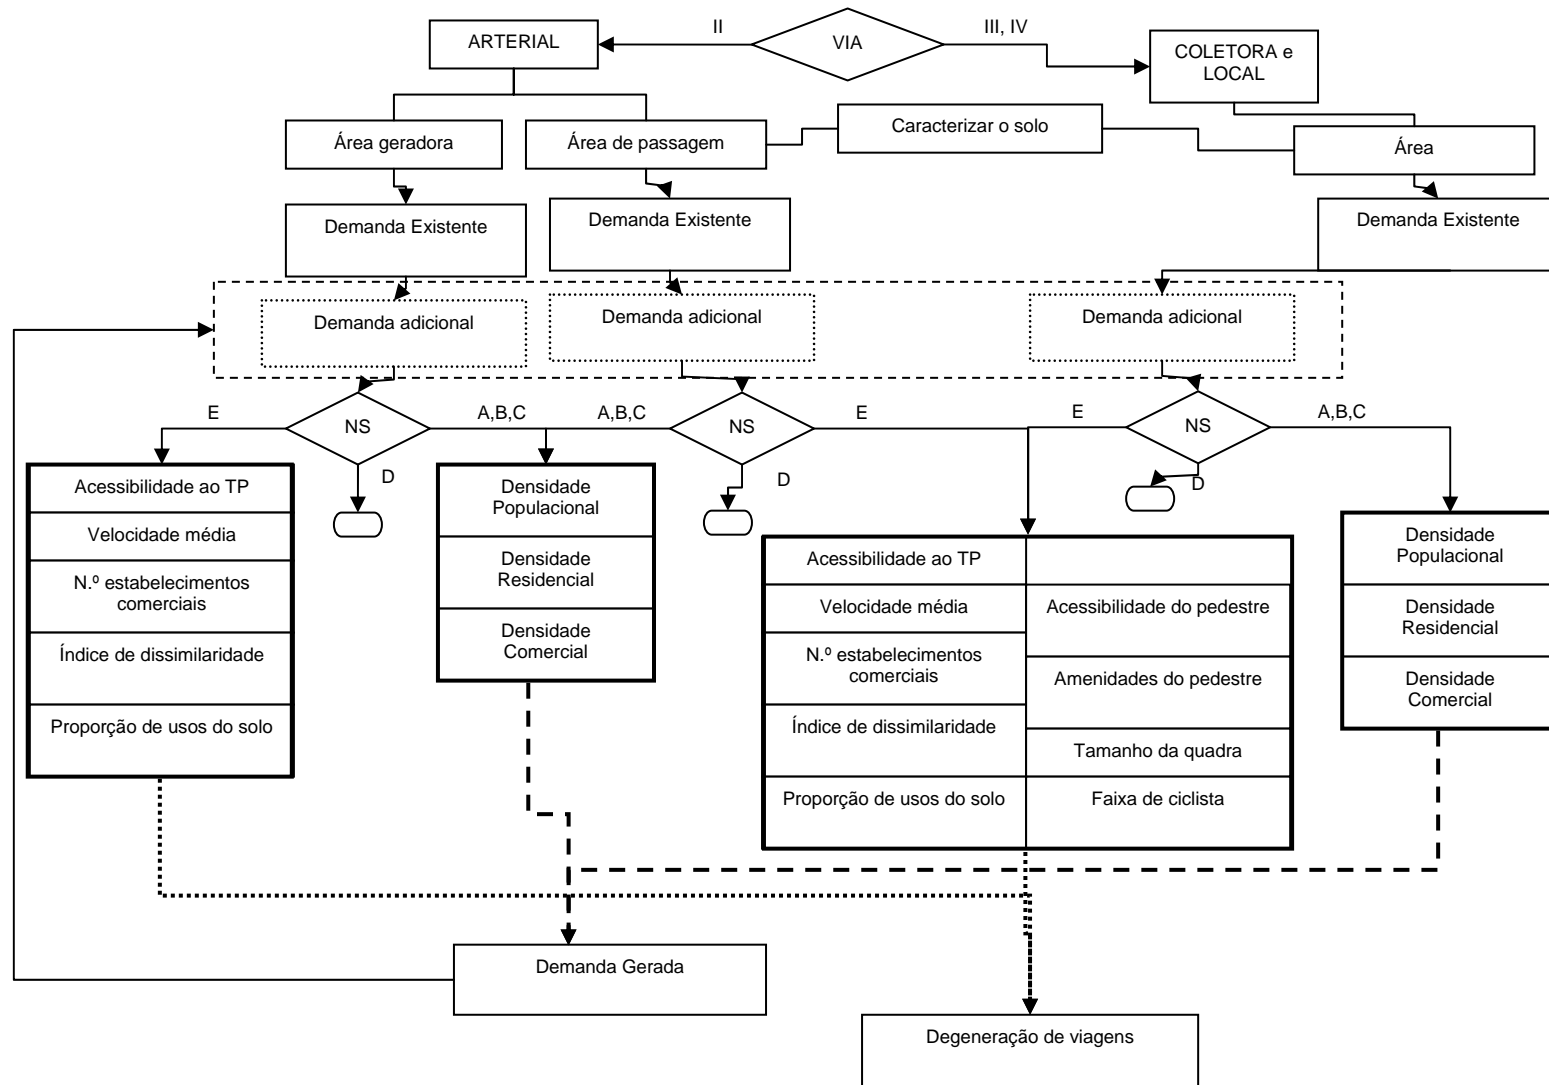 II
VIA
III, IV
ARTERIAL
COLETORA e
LOCAL
Área geradora
Área de passagem
Caracterizar o solo
Área
Demanda Existente
Demanda Existente
Demanda Existente
Demanda adicional
Demanda adicional
Demanda adicional
E
NS
A,B,C
A,B,C
NS
E
E
NS
A,B,C
D
D
D
Acessibilidade ao TP
Velocidade média
N.º estabelecimentos
comerciais
Índice de dissimilaridade
Proporção de usos do solo
Densidade
Populacional
Densidade
Residencial
Densidade
Comercial
Acessibilidade ao TP
Velocidade média
N.º estabelecimentos
comerciais
Índice de dissimilaridade
Proporção de usos do solo
Acessibilidade do pedestre
Amenidades do pedestre
Tamanho da quadra
Faixa de ciclista
Densidade
Populacional
Densidade
Residencial
Densidade
Comercial
Demanda Gerada
Degeneração de viagens